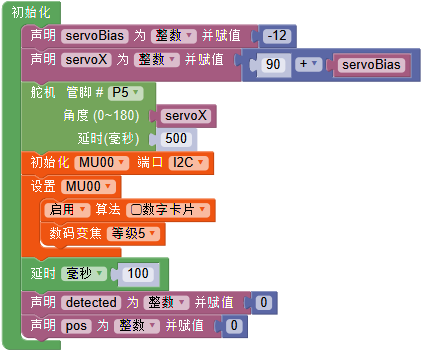 初始化
声明 servoBias 为 整数 并赋值 -12
声明 servoX 为 整数 并赋值 90 + servoBias
舵机 管脚 # P5
角度 (0~180) servoX
延时(毫秒) 500
初始化 MU00 端口 I2C
设置 MU00
启用 算法 数字卡片
数码变焦 等级5
延时 毫秒 100
声明 detected 为 整数 并赋值 0
声明 pos 为 整数 并赋值 0